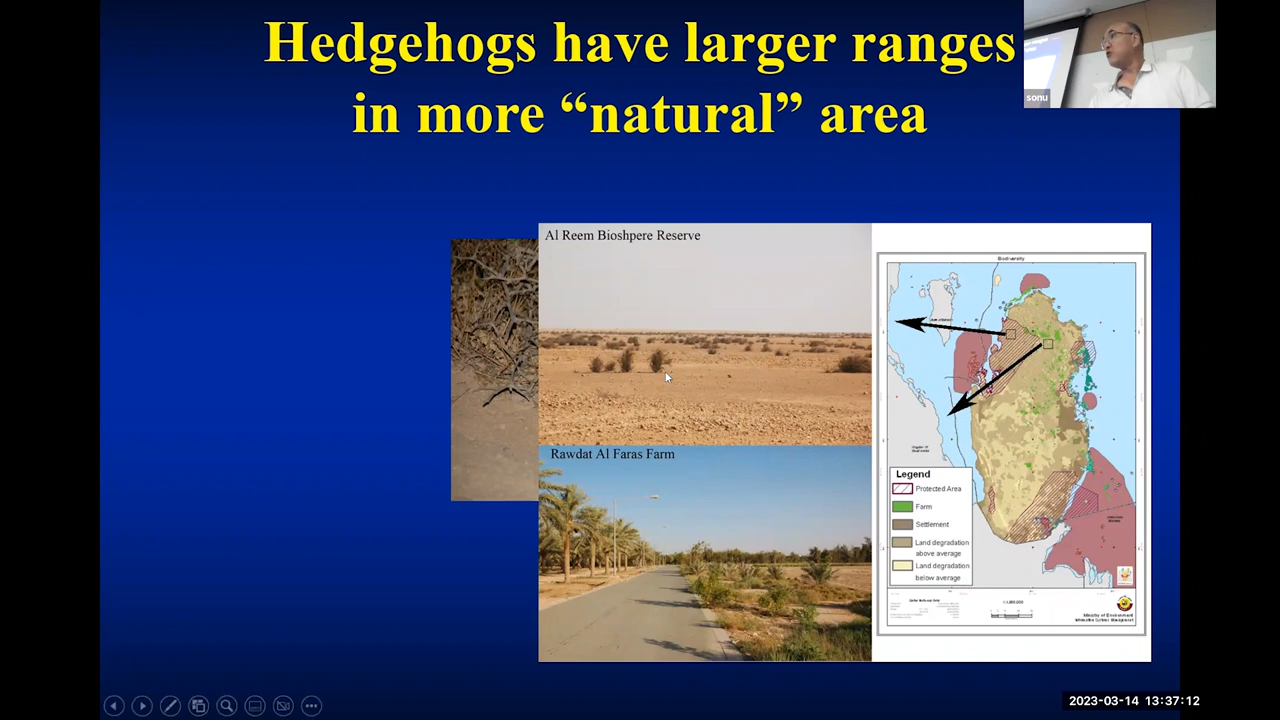 Hedgehogs have larger ranges
in more “natural” area
sonu
Al Reem Bioshpere Reserve
Rawdat Al Faras Farm
Biodiversity
Legend
Protected Area
Farm
Settlement
Land degradation
above average
Land degradation
below average
Ministry of Environment
2023-03-14 13:37:12